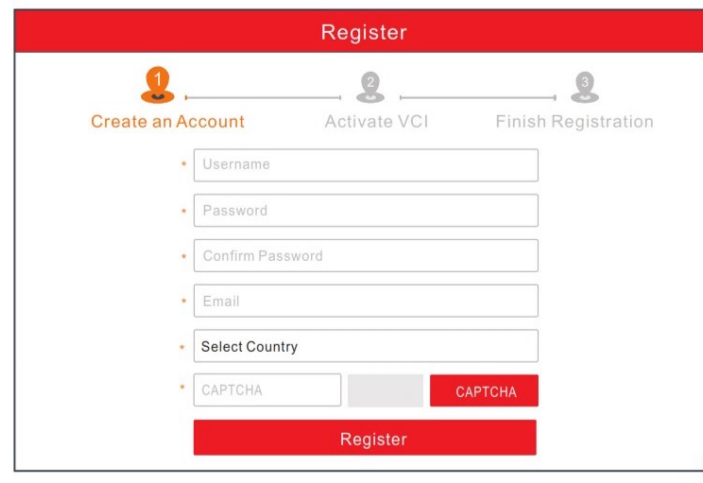 Register
1 2 3
Create an Account Activate VCI Finish Registration
* Username
* Password
* Confirm Password
* Email
* Select Country
* CAPTCHA CAPTCHA
Register